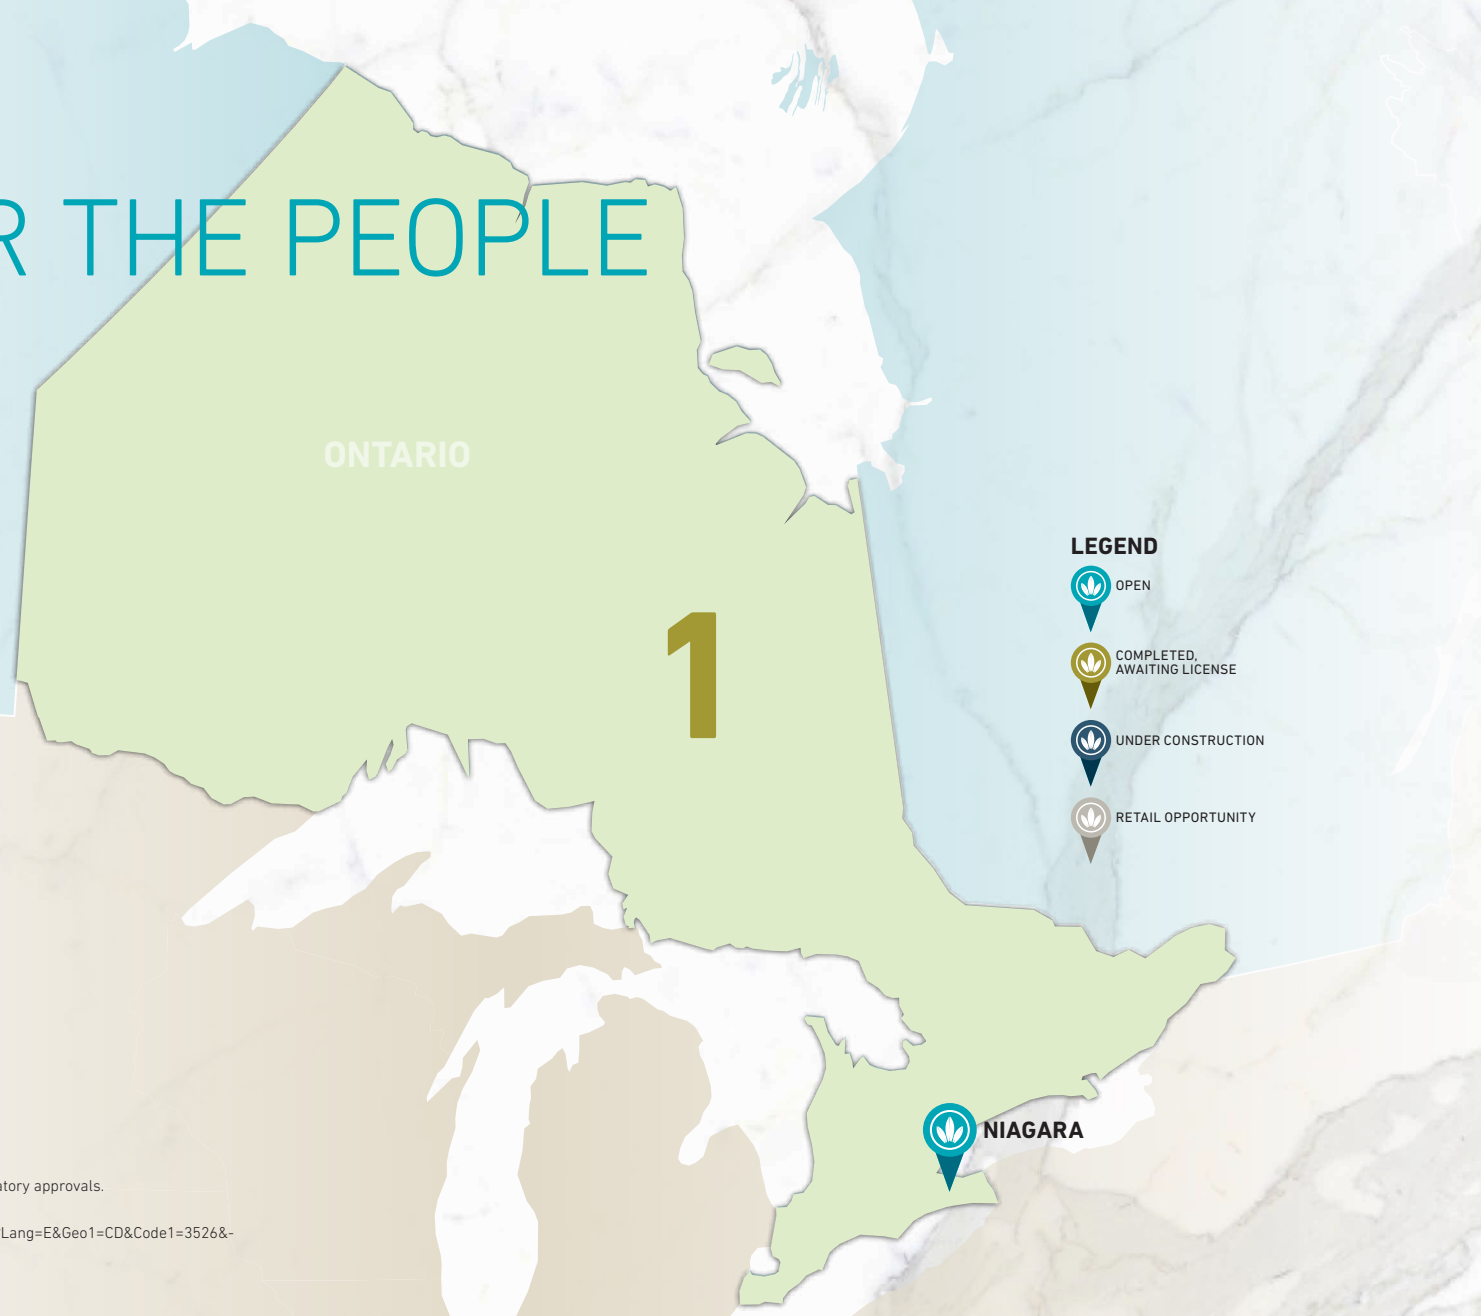 R THE PEOPLE
ONTARIO
1
LEGEND
OPEN
COMPLETED,
AWAITING LICENSE
UNDER CONSTRUCTION
RETAIL OPPORTUNITY
NIAGARA
atory approvals.
Lang=E&Geo1=CD&Code1=3526&-